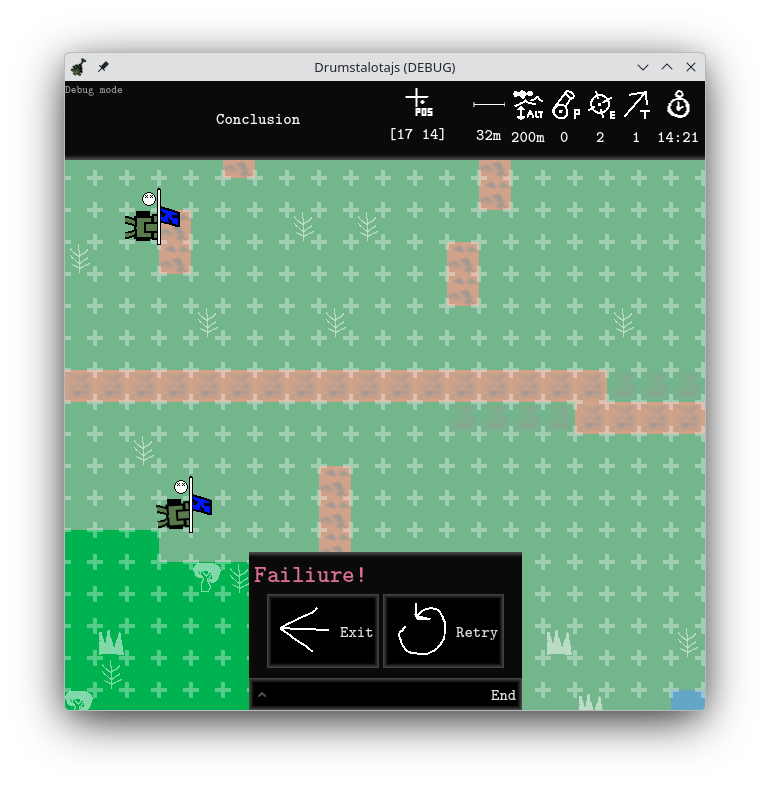 Drumstalotajs (DEBUG)
Debug mode
Conclusion
POS
ALT
P
E
T
[17 14]
32m
200m
0
2
1
14:21
Failiure!
Exit
Retry
End